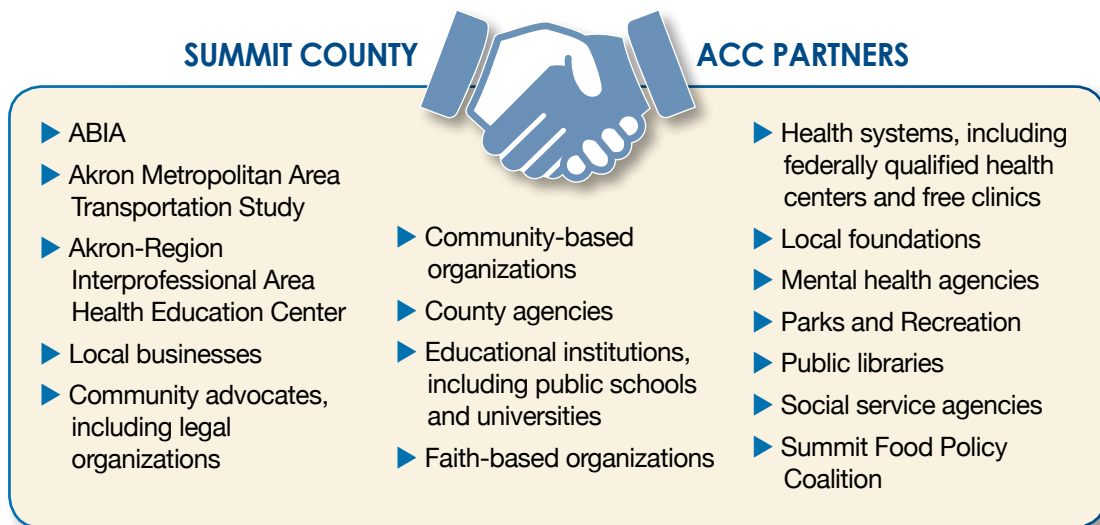 SUMMIT COUNTY ACC PARTNERS
▶ ABIA
▶ Akron Metropolitan Area
Transportation Study
▶ Akron-Region
Interprofessional Area
Health Education Center
▶ Local businesses
▶ Community advocates,
including legal
organizations
▶ Community-based
organizations
▶ County agencies
▶ Educational institutions,
including public schools
and universities
▶ Faith-based organizations
▶ Health systems, including
federally qualified health
centers and free clinics
▶ Local foundations
▶ Mental health agencies
▶ Parks and Recreation
▶ Public libraries
▶ Social service agencies
▶ Summit Food Policy
Coalition